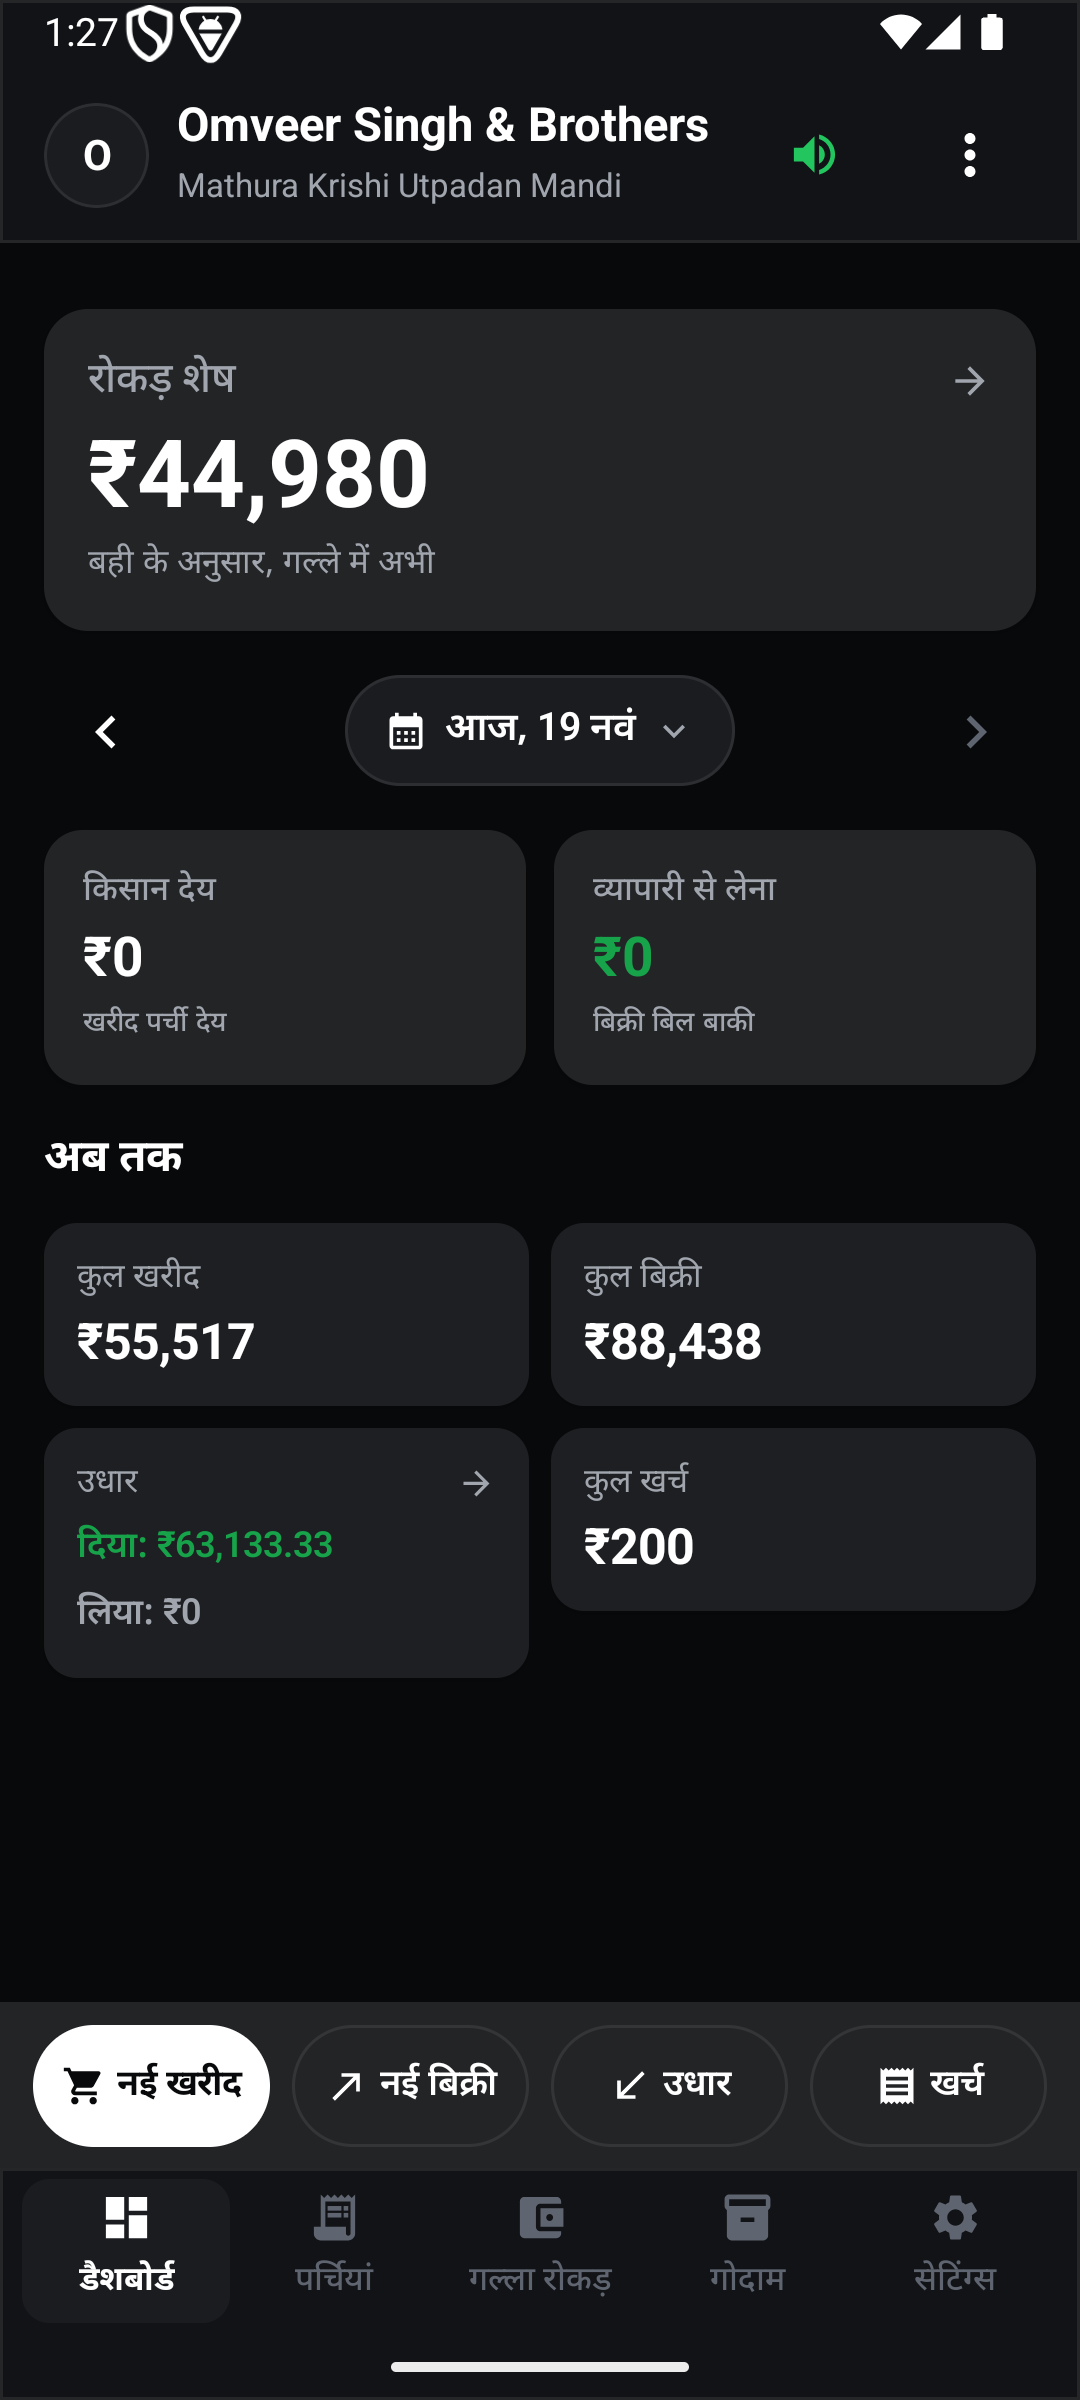 1:27
O
Omveer Singh & Brothers
Mathura Krishi Utpadan Mandi
रोकड़ शेष
₹44,980
बही के अनुसार, गल्ले में अभी
आज, 19 नवं
किसान देय
₹0
खरीद पर्ची देय
व्यापारी से लेना
₹0
बिक्री बिल बाकी
अब तक
कुल खरीद
₹55,517
कुल बिक्री
₹88,438
उधार
दिया: ₹63,133.33
लिया: ₹0
कुल खर्च
₹200
नई खरीद
नई बिक्री
उधार
खर्च
डैशबोर्ड
पर्चियां
गल्ला रोकड़
गोदाम
सेटिंग्स